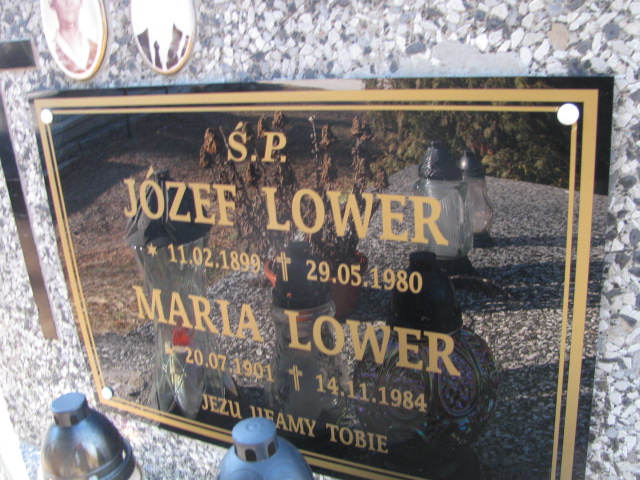 Ś.P.
JÓZEF LOWER
* 11.02.1899 † 29.05.1980
MARIA LOWER
* 20.07.1901 † 14.11.1984
JEZU UFAMY TOBIE